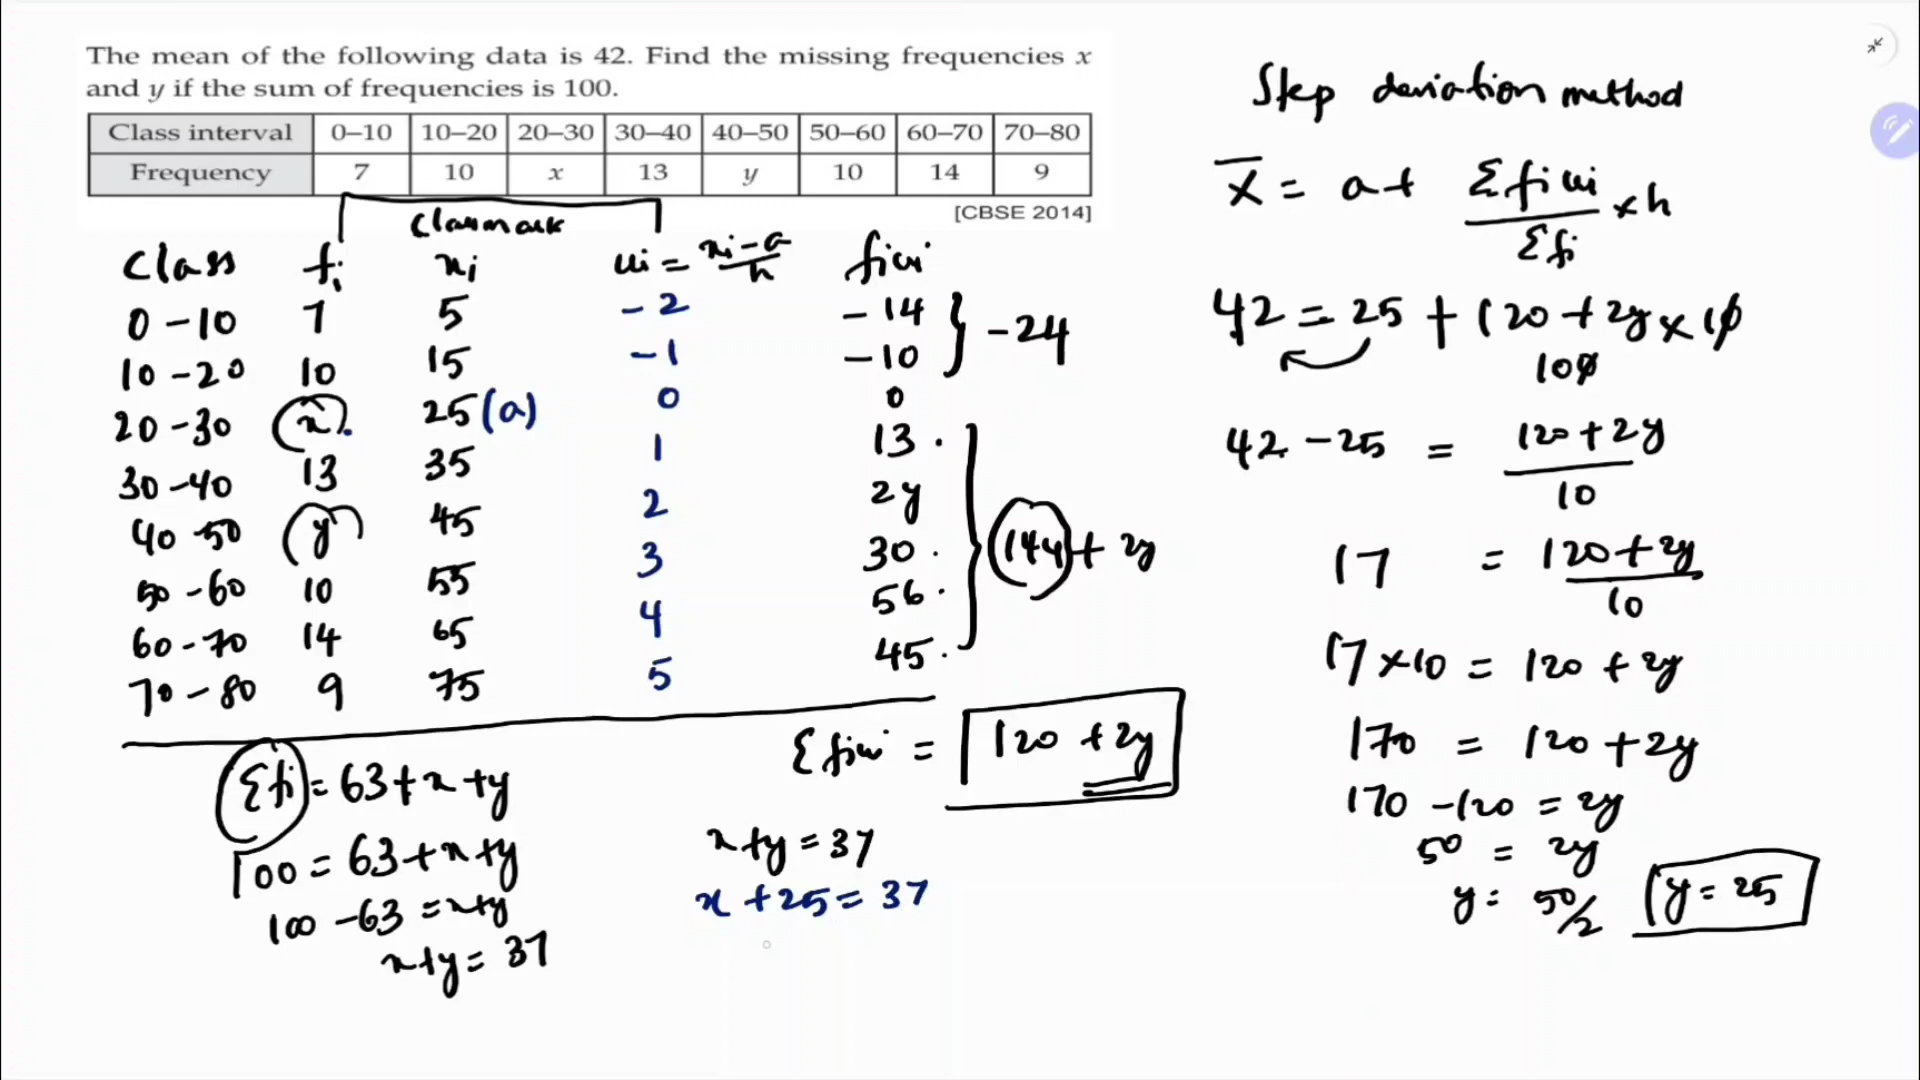 The mean of the following data is 42. Find the missing frequencies x
and y if the sum of frequencies is 100.
Class interval 0–10 10–20 20–30 30–40 40–50 50–60 60–70 70–80
Frequency 7 10 x 13 y 10 14 9
[CBSE 2014]
Classmark
Class fi xi ui = xi-a/h fiui
0-10 7 5 -2 -14
10-20 10 15 -1 -10
} -24
20-30 (x). 25(a) 0 0
30-40 13 35 1 13 .
40-50 (y) 45 2 2y
50-60 10 55 3 30 .
60-70 14 65 4 56 .
70-80 9 75 5 45 .
} 144 + 2y
Σfi = 63+x+y
Σfiui = 120 + 2y
100 = 63+x+y
100 - 63 = x+y
x+y = 37
x+y = 37
x + 25 = 37
Step deviation method
X̄ = a + Σfiui/Σfi × h
42 = 25 + 120 + 2y/100 × 10
42 - 25 = 120 + 2y/10
17 = 120 + 2y/10
17 × 10 = 120 + 2y
170 = 120 + 2y
170 - 120 = 2y
50 = 2y
y = 50/2
y = 25